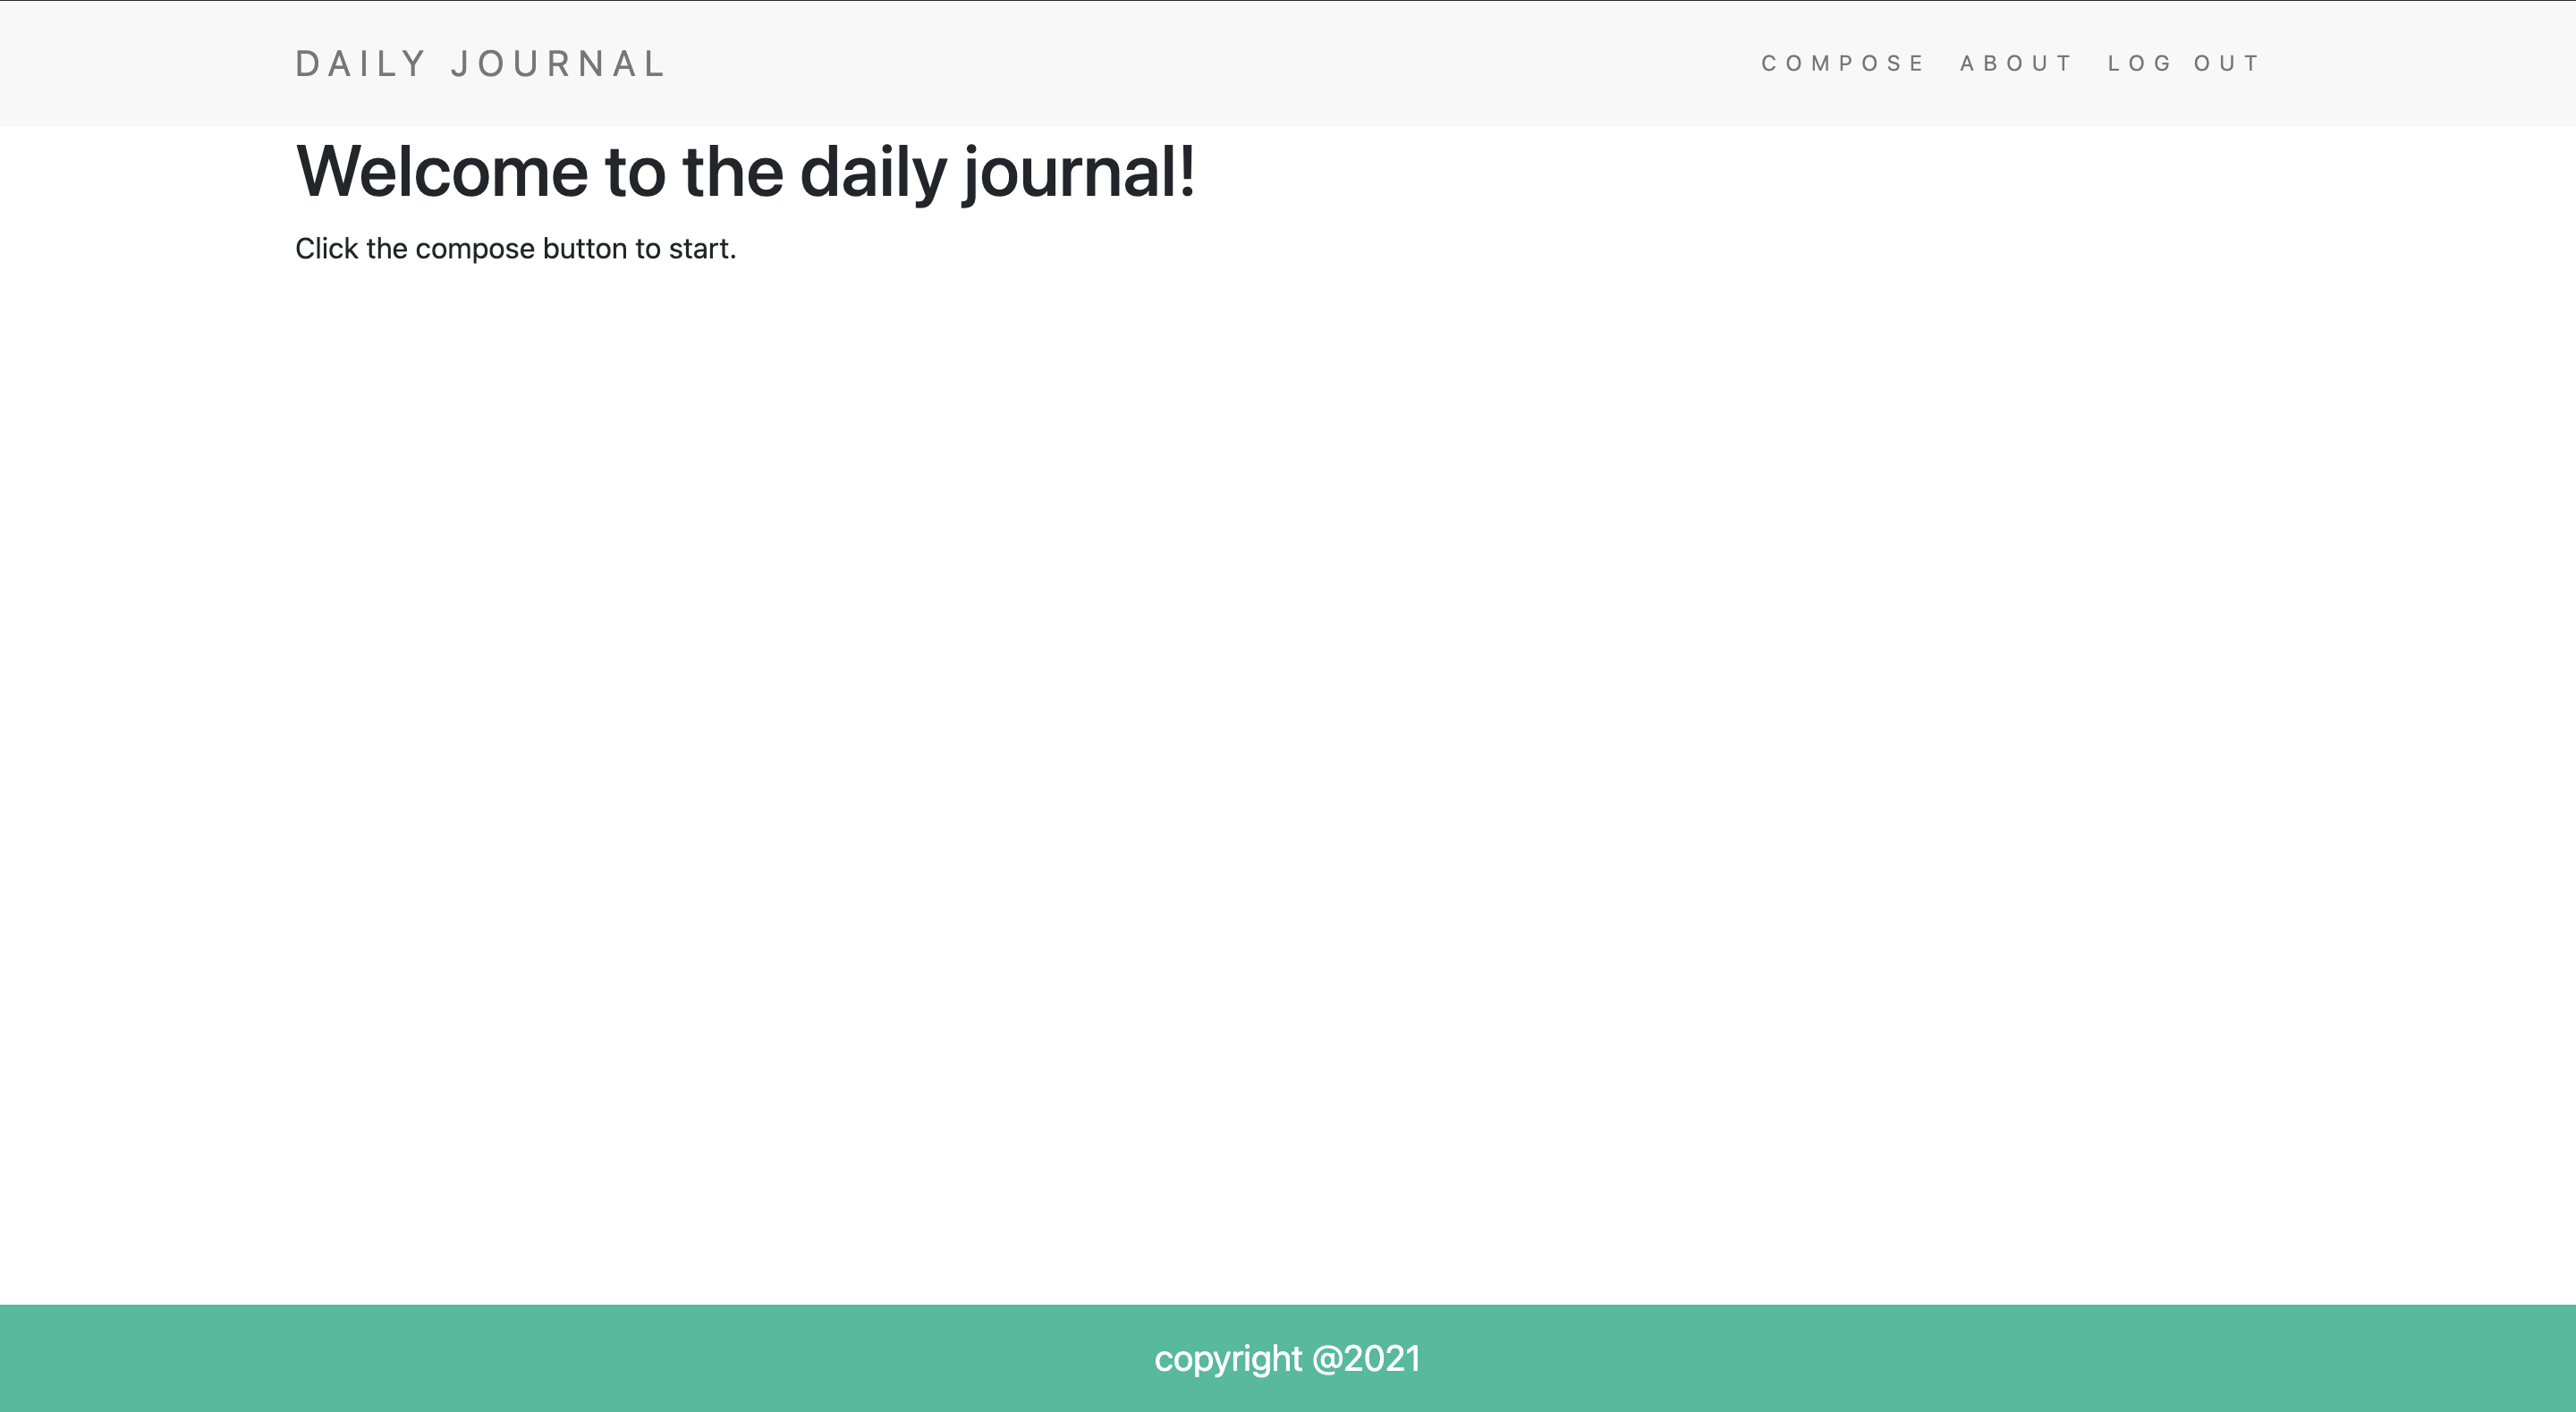 DAILY JOURNAL
COMPOSE ABOUT LOG OUT
Welcome to the daily journal!
Click the compose button to start.
copyright @2021